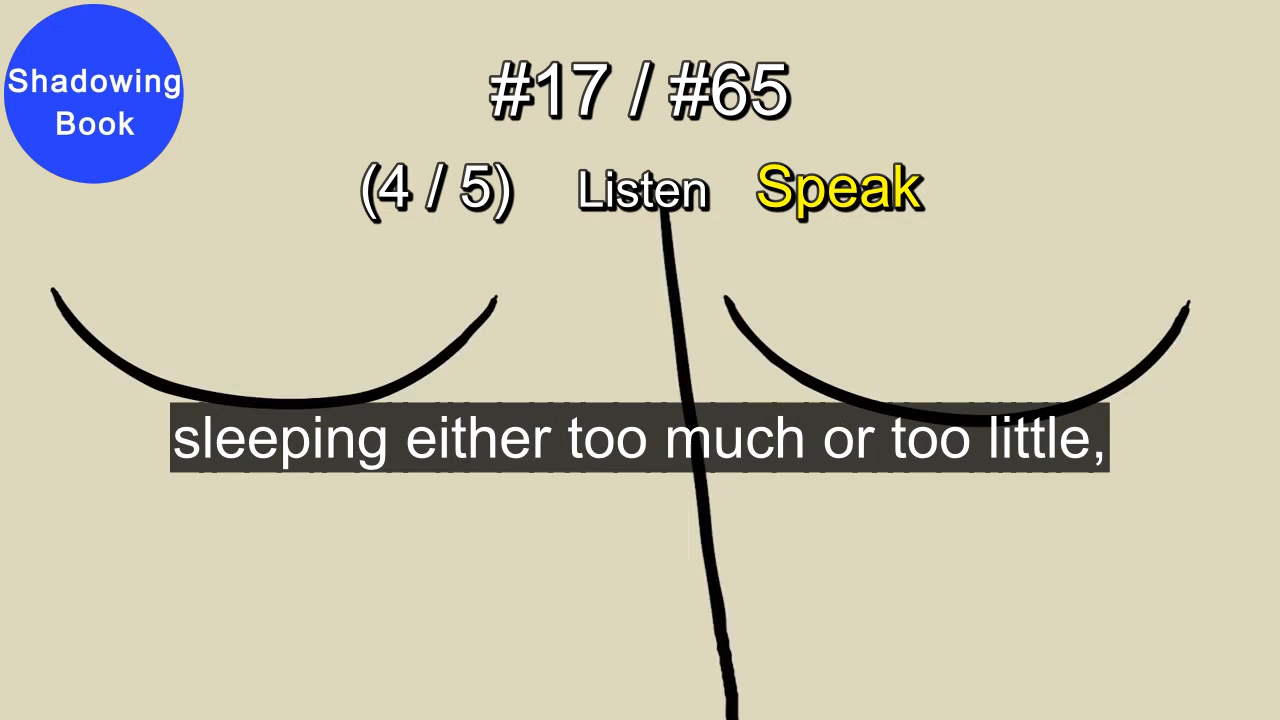 Shadowing
Book
#17 / #65
(4 / 5) Listen Speak
sleeping either too much or too little,